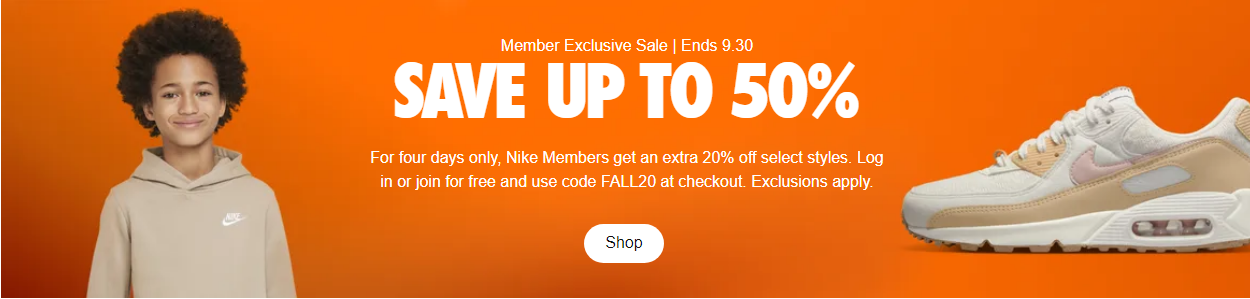 Member Exclusive Sale | Ends 9.30
SAVE UP TO 50%
For four days only, Nike Members get an extra 20% off select styles. Log
in or join for free and use code FALL20 at checkout. Exclusions apply.
Shop
NIKE